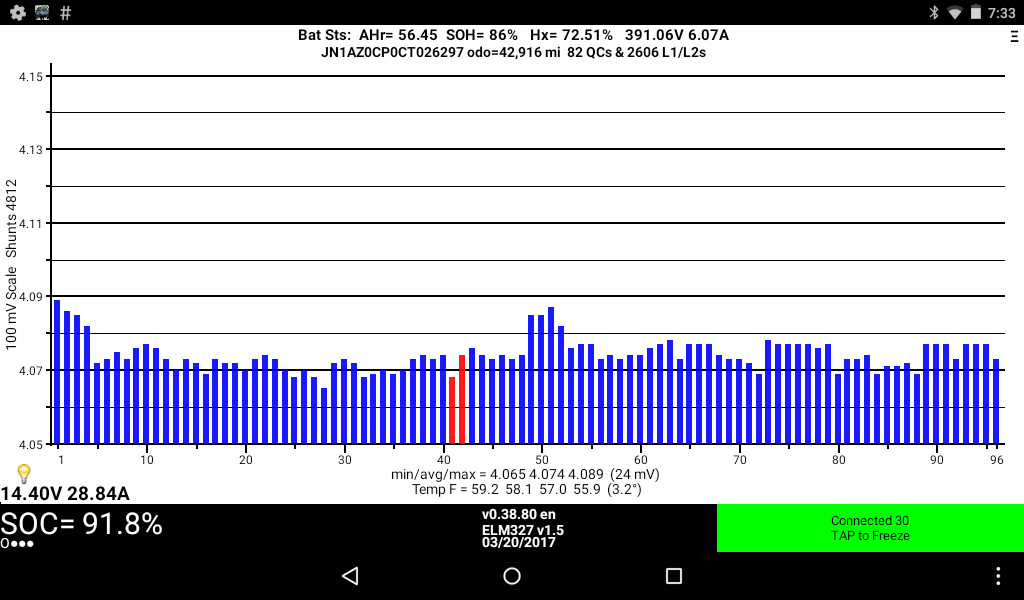 7:33
Bat Sts: AHr= 56.45 SOH= 86% Hx= 72.51% 391.06V 6.07A
JN1AZ0CP0CT026297 odo=42,916 mi 82 QCs & 2606 L1/L2s
4.15
4.13
4.11
4.09
4.07
4.05
100 mV Scale Shunts 4812
1 10 20 30 40 50 60 70 80 90 96
min/avg/max = 4.065 4.074 4.089 (24 mV)
Temp F = 59.2 58.1 57.0 55.9 (3.2°)
14.40V 28.84A
SOC= 91.8%
v0.38.80 en
ELM327 v1.5
03/20/2017
Connected 30
TAP to Freeze